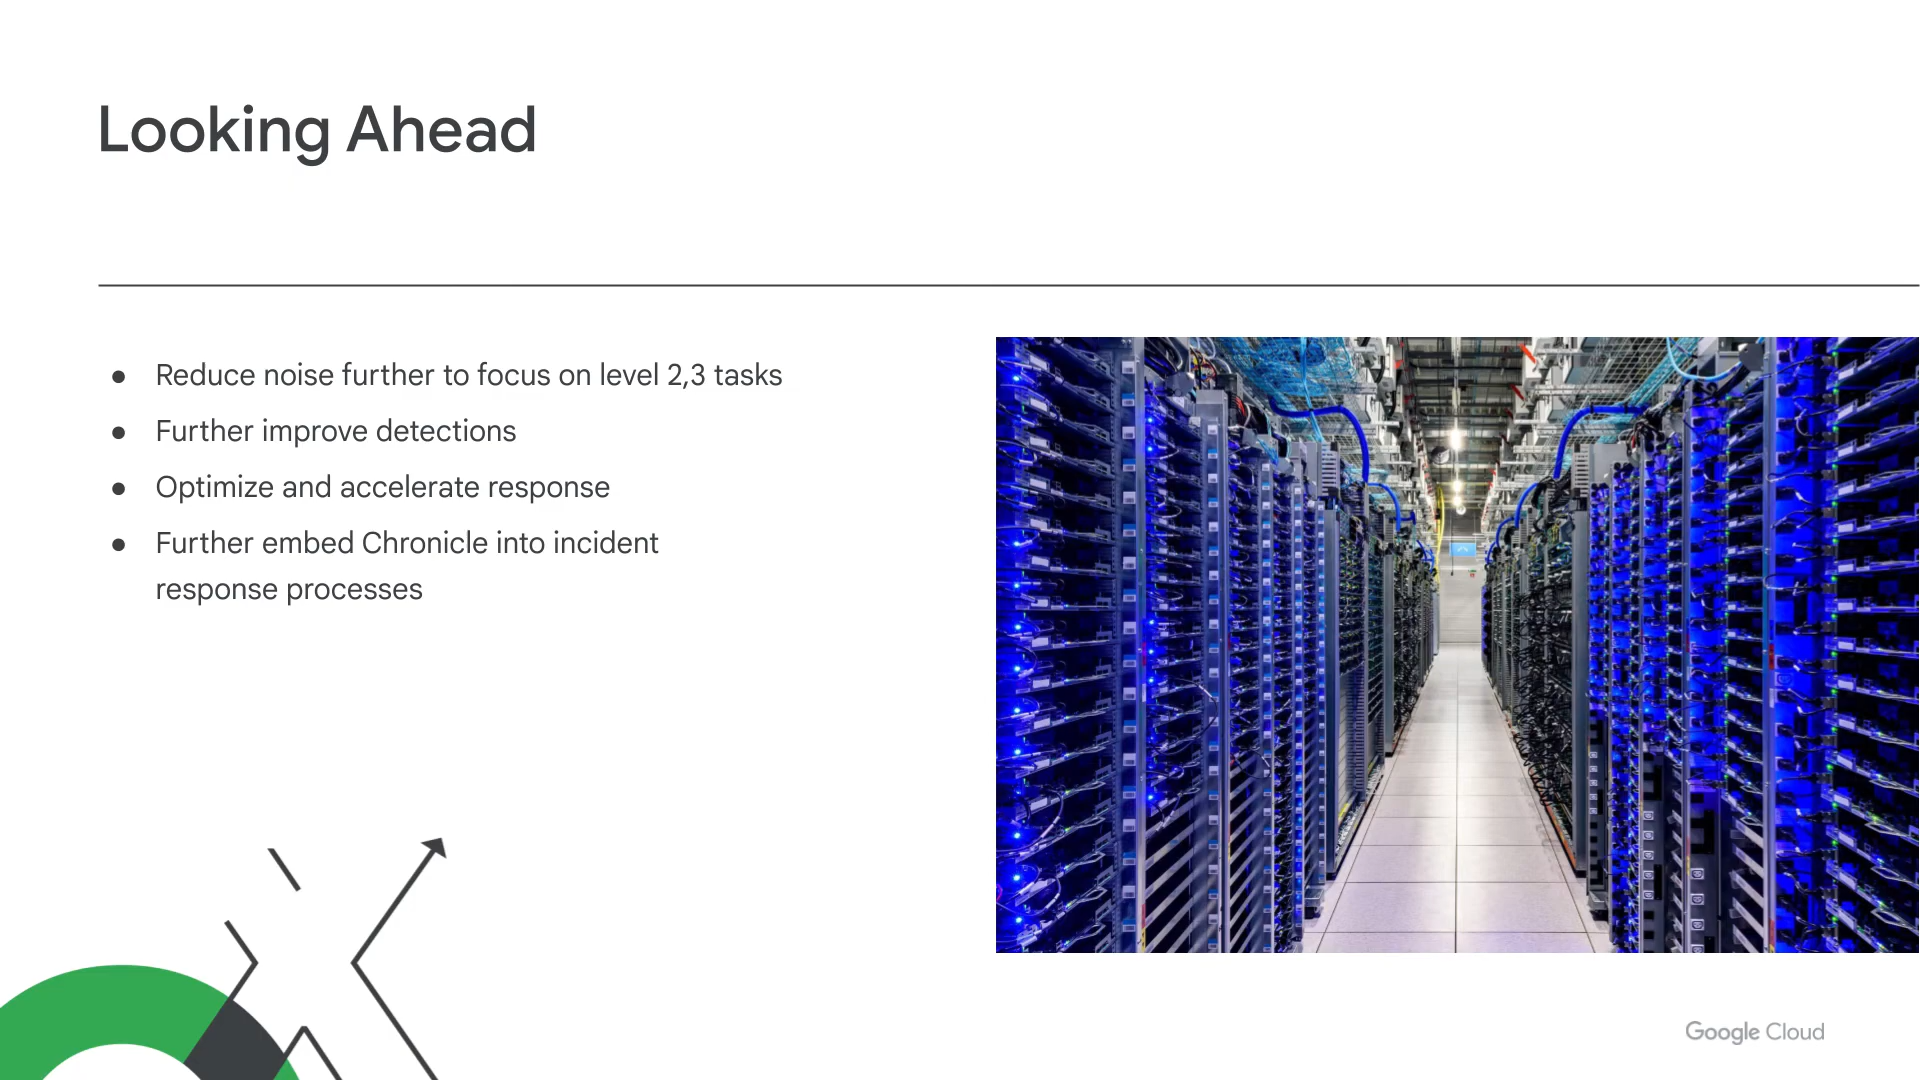 Looking Ahead
● Reduce noise further to focus on level 2,3 tasks
● Further improve detections
● Optimize and accelerate response
● Further embed Chronicle into incident
response processes
Google Cloud